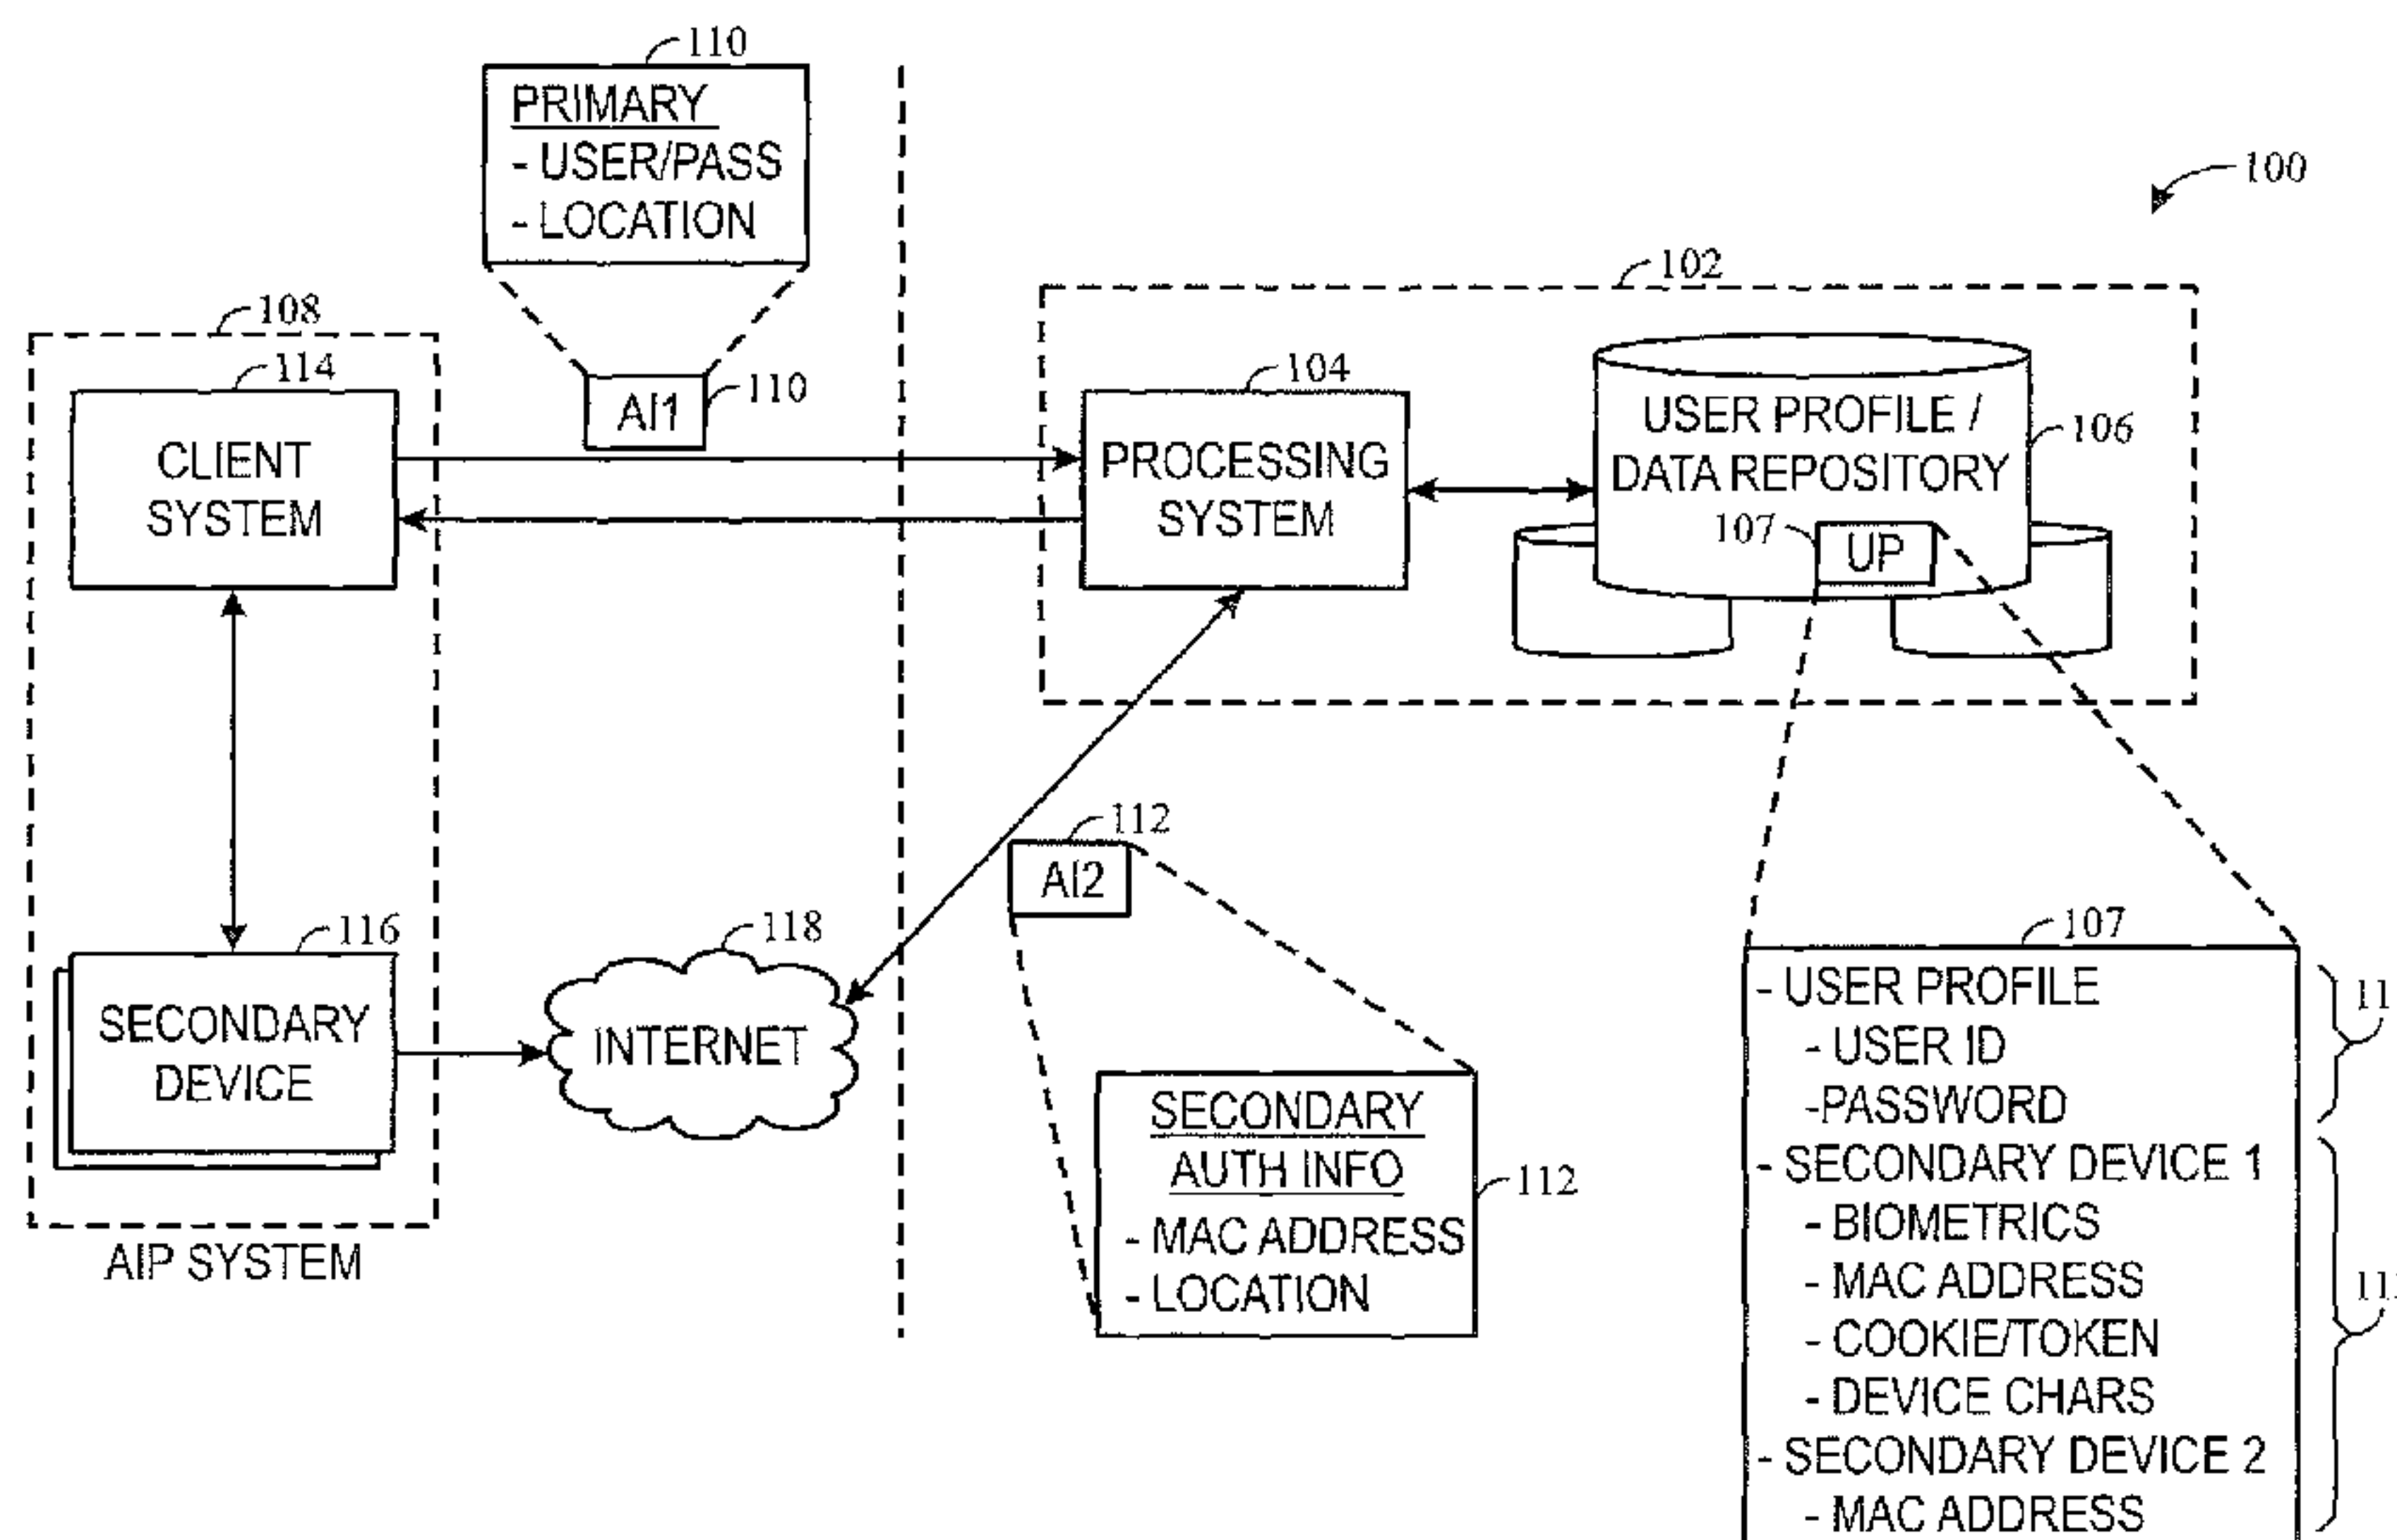 110
PRIMARY
- USER/PASS
- LOCATION
100
102
108
114
CLIENT
SYSTEM
AI1
110
104
PROCESSING
SYSTEM
USER PROFILE /
DATA REPOSITORY
106
107
UP
112
AI2
116
SECONDARY
DEVICE
118
INTERNET
AIP SYSTEM
SECONDARY
AUTH INFO
- MAC ADDRESS
- LOCATION
112
107
- USER PROFILE
- USER ID
-PASSWORD
- SECONDARY DEVICE 1
- BIOMETRICS
- MAC ADDRESS
- COOKIE/TOKEN
- DEVICE CHARS
- SECONDARY DEVICE 2
- MAC ADDRESS